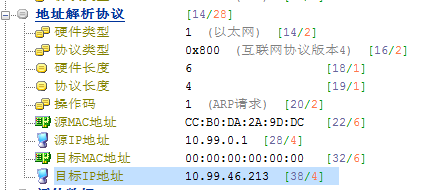 地址解析协议 [14/28]
硬件类型 1 (以太网) [14/2]
协议类型 0x800 (互联网协议版本4) [16/2]
硬件长度 6 [18/1]
协议长度 4 [19/1]
操作码 1 (ARP请求) [20/2]
源MAC地址 CC:B0:DA:2A:9D:DC [22/6]
源IP地址 10.99.0.1 [28/4]
目标MAC地址 00:00:00:00:00:00 [32/6]
目标IP地址 10.99.46.213 [38/4]